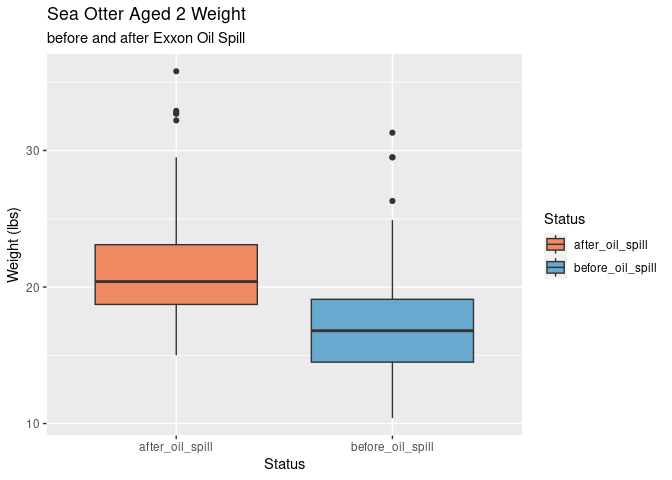 Sea Otter Aged 2 Weight
before and after Exxon Oil Spill
Weight (lbs)
30
20
10
after_oil_spill
before_oil_spill
Status
Status
after_oil_spill
before_oil_spill